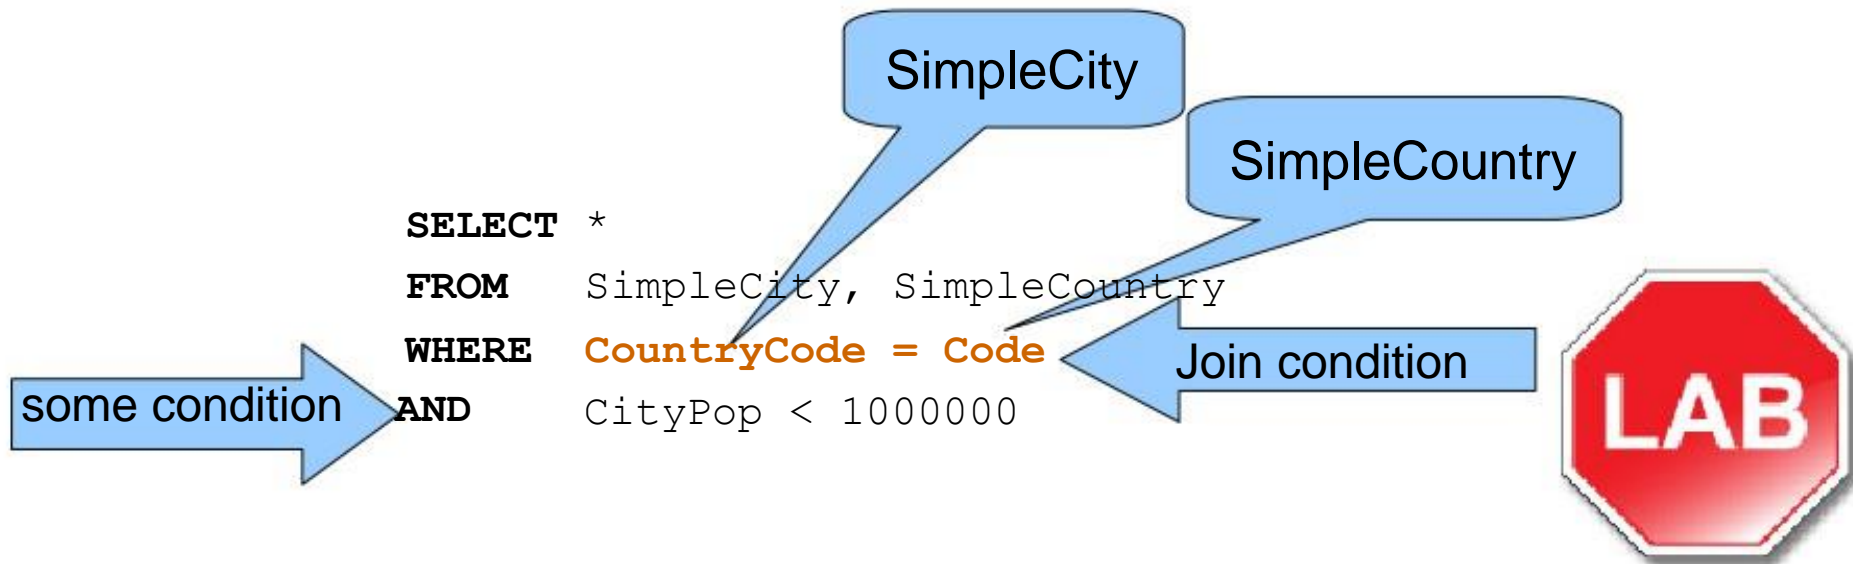 SimpleCity
SimpleCountry
SELECT *
FROM SimpleCity, SimpleCountry
WHERE CountryCode = Code
Join condition
some condition
AND CityPop < 1000000
LAB